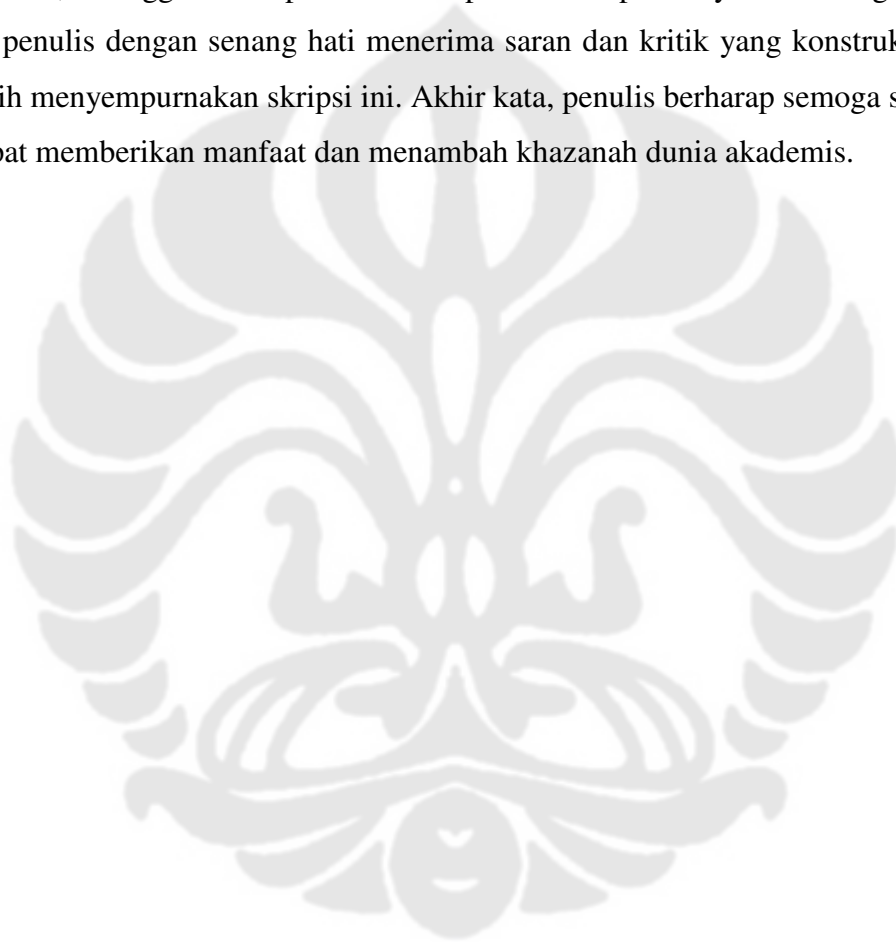 penulis dengan senang hati menerima saran dan kritik yang konstruk
ih menyempurnakan skripsi ini. Akhir kata, penulis berharap semoga s
pat memberikan manfaat dan menambah khazanah dunia akademis.